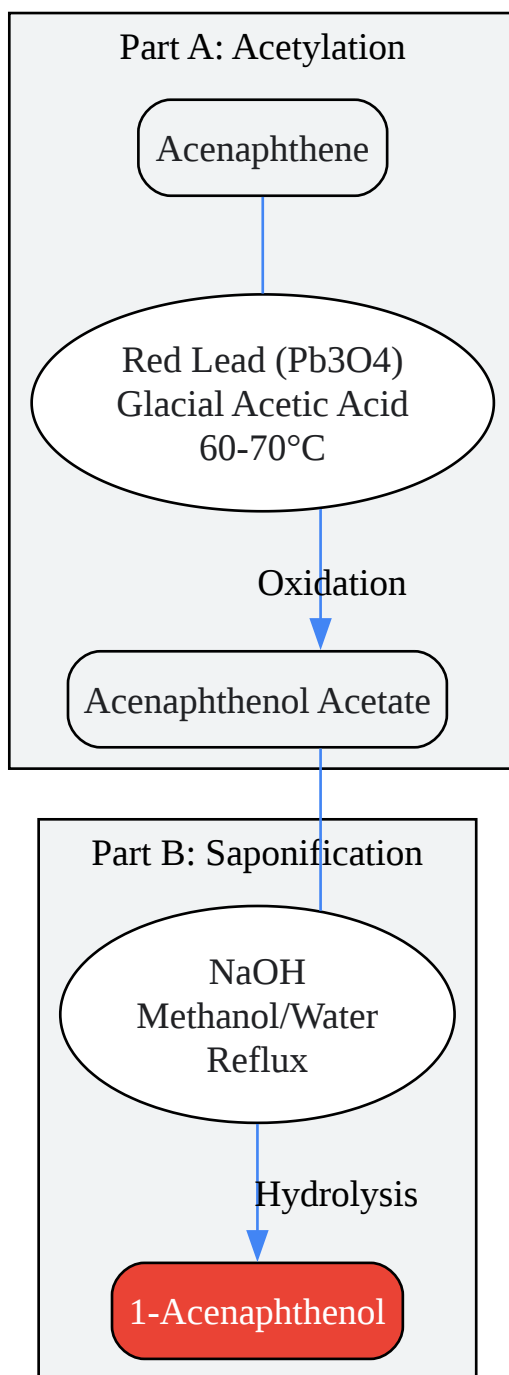 Part A: Acetylation
Acenaphthene
Red Lead (Pb3O4)
Glacial Acetic Acid
60-70°C
Oxidation
Acenaphthenol Acetate
Part B: Saponification
NaOH
Methanol/Water
Reflux
Hydrolysis
1-Acenaphthenol